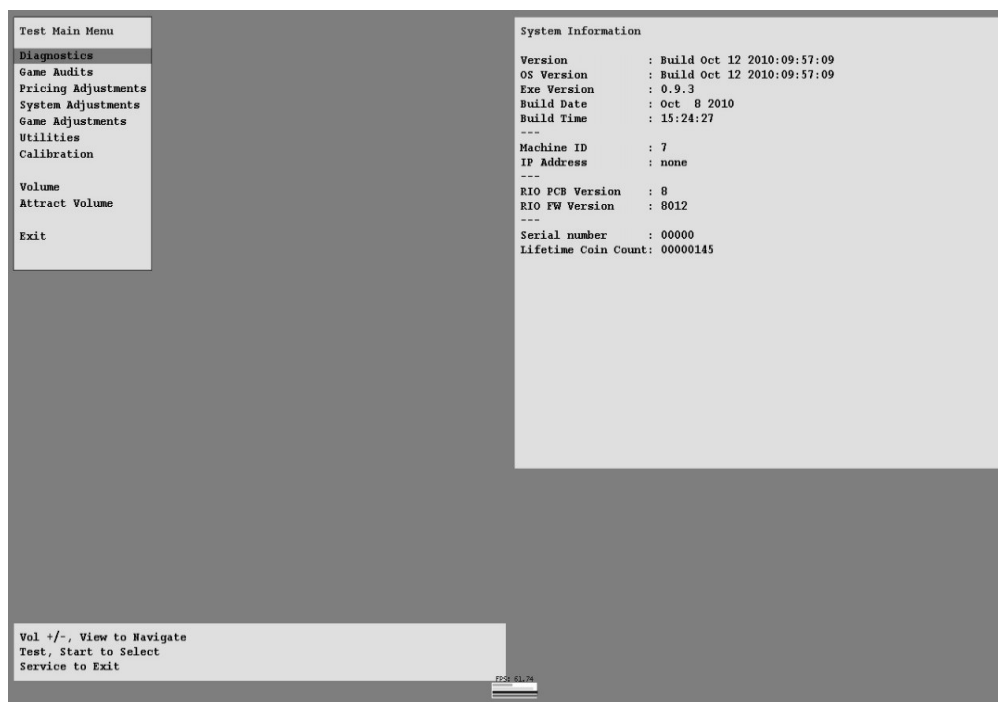 Test Main Menu
Diagnostics
Game Audits
Pricing Adjustments
System Adjustments
Game Adjustments
Utilities
Calibration
Volume
Attract Volume
Exit
System Information
Version : Build Oct 12 2010:09:57:09
OS Version : Build Oct 12 2010:09:57:09
Exe Version : 0.9.3
Build Date : Oct 8 2010
Build Time : 15:24:27
---
Machine ID : 7
IP Address : none
---
RIO PCB Version : 8
RIO FW Version : 8012
---
Serial number : 00000
Lifetime Coin Count: 00000145
Vol +/-, View to Navigate
Test, Start to Select
Service to Exit
FPS: 61.74